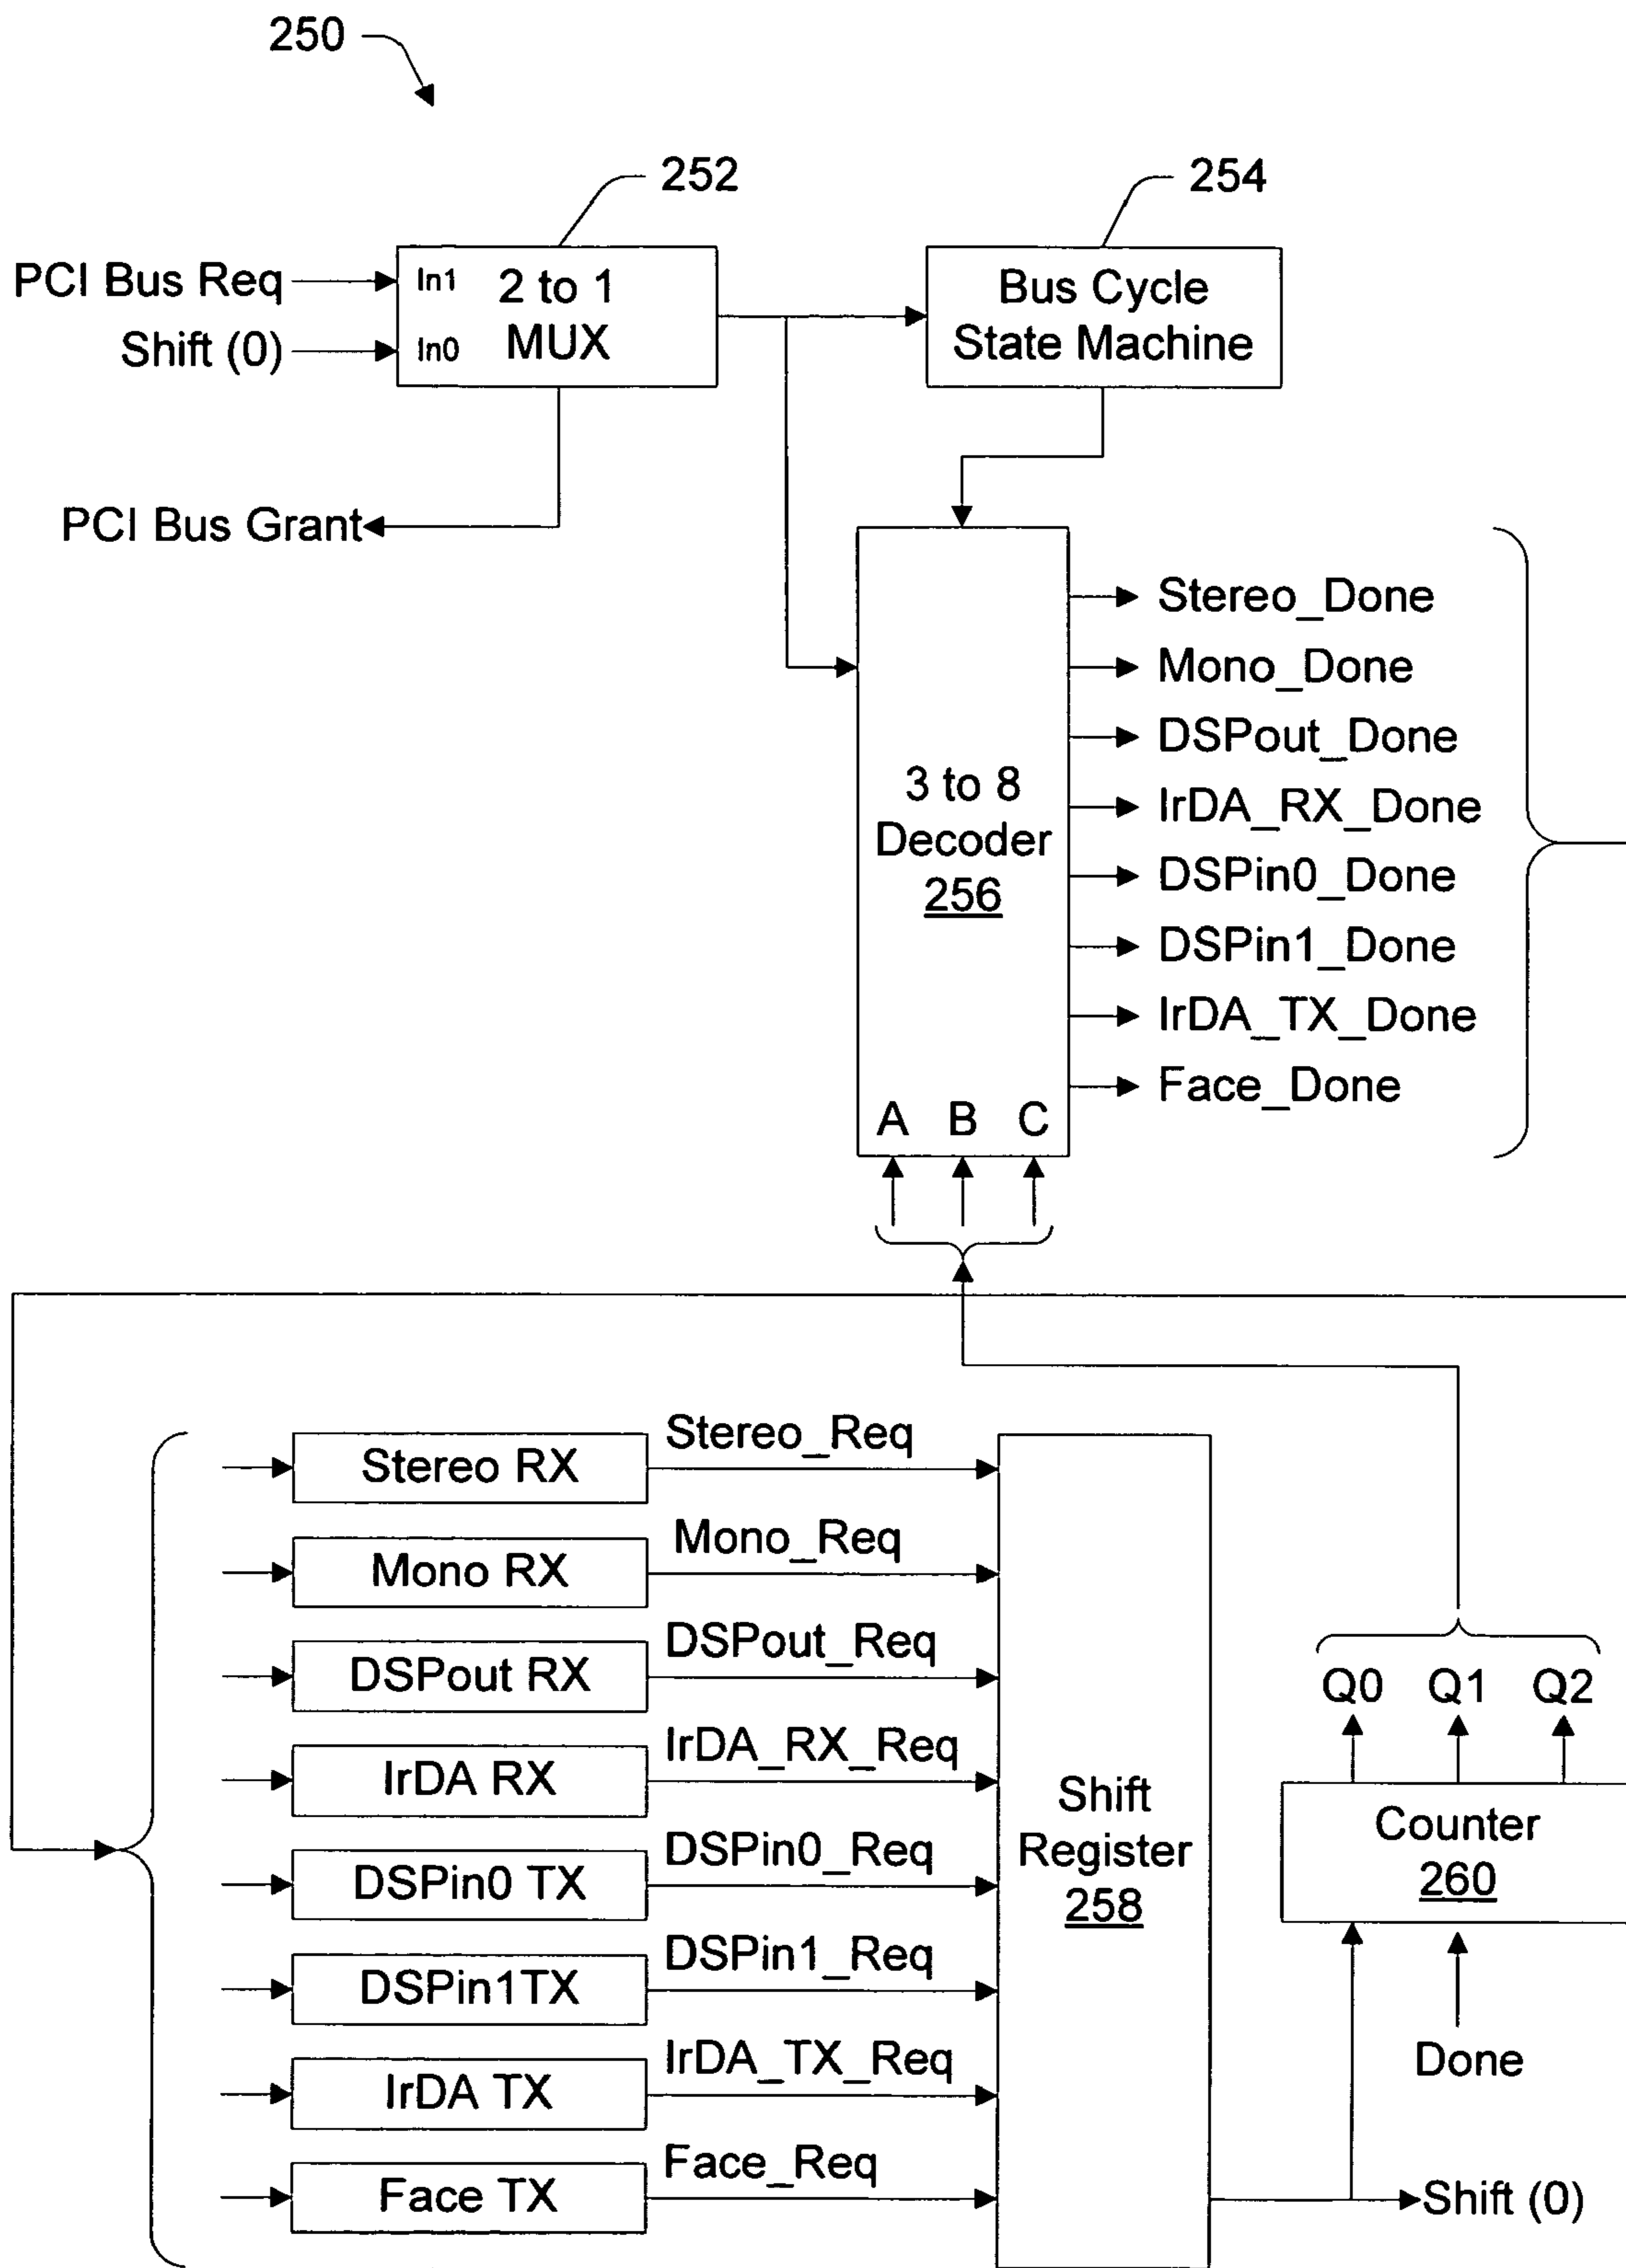 250
252
254
PCI Bus Req
In1
2 to 1
Bus Cycle
Shift (0)
In0
MUX
State Machine
PCI Bus Grant
Stereo_Done
Mono_Done
DSPout_Done
3 to 8
IrDA_RX_Done
Decoder
DSPin0_Done
256
DSPin1_Done
IrDA_TX_Done
Face_Done
A B C
Stereo_Req
Stereo RX
Mono_Req
Mono RX
DSPout_Req
DSPout RX
Q0 Q1 Q2
IrDA_RX_Req
IrDA RX
Shift
Register
258
Counter
260
DSPin0_Req
DSPin0 TX
DSPin1_Req
DSPin1TX
IrDA_TX_Req
IrDA TX
Done
Face_Req
Face TX
Shift (0)